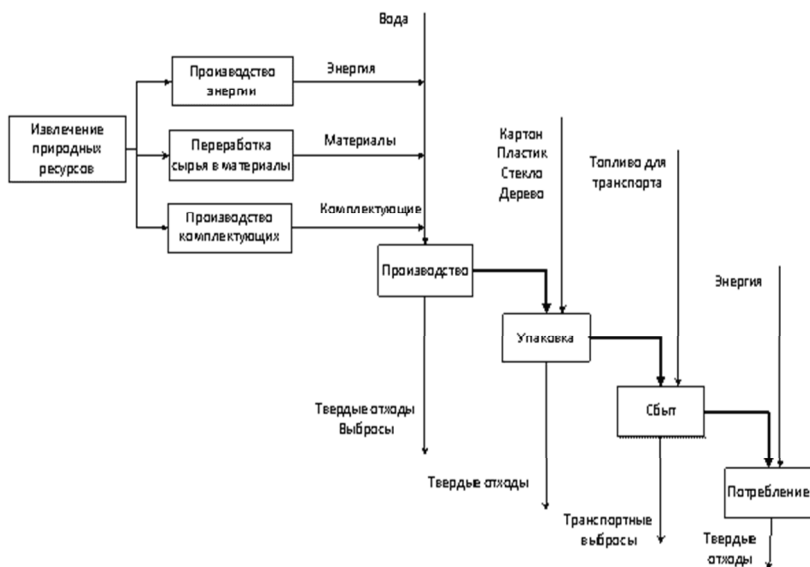 Вода
Производство
энергии
Энергия
Извлечение
природных
ресурсов
Переработка
сырья в материалы
Материалы
Производство
комплектующих
Комплектующие
Картон
Пластик
Стекло
Дерево
Топливо для
транспорта
Производство
Энергия
Упаковка
Сбыт
Твердые отходы
Выбросы
Твердые отходы
Потребление
Транспортные
выбросы
Твердые
отходы